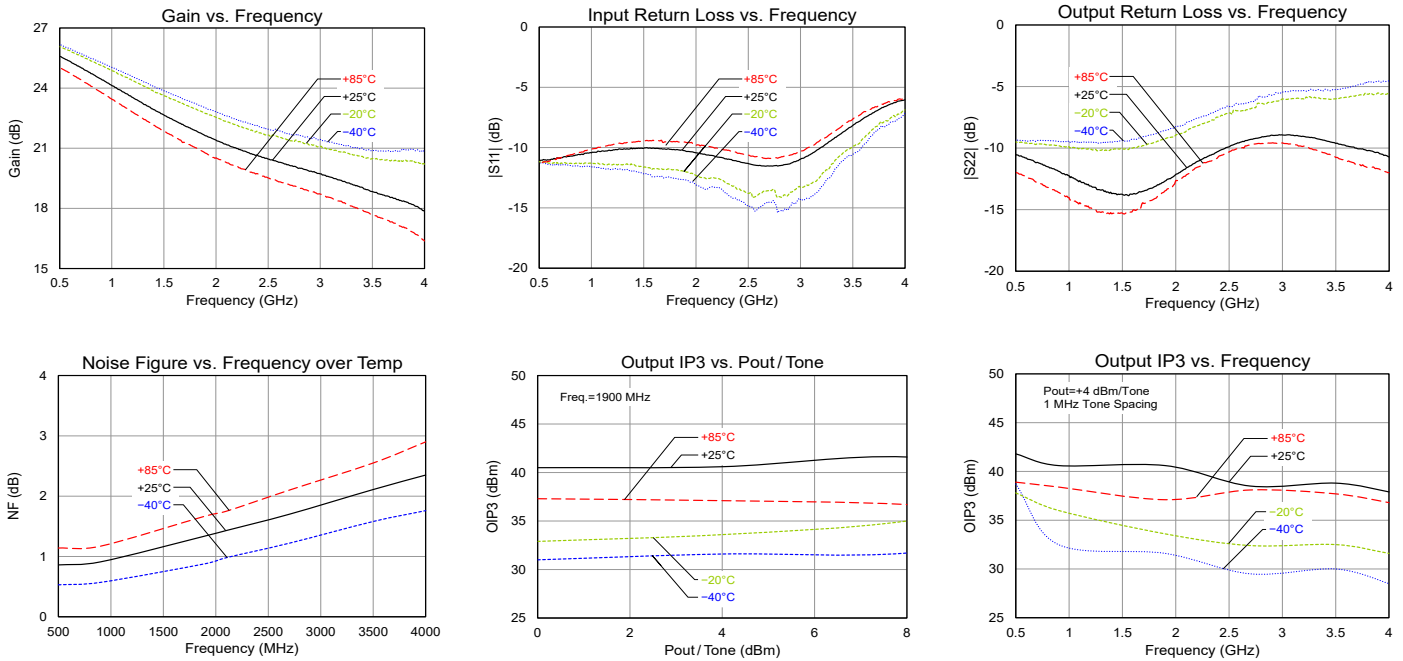 Gain vs. Frequency
27
24
21
18
15
Gain (dB)
+85°C
+25°C
−20°C
−40°C
0.5 1 1.5 2 2.5 3 3.5 4
Frequency (GHz)
Input Return Loss vs. Frequency
0
-5
-10
-15
-20
|S11| (dB)
+85°C
+25°C
−20°C
−40°C
0.5 1 1.5 2 2.5 3 3.5 4
Frequency (GHz)
Output Return Loss vs. Frequency
0
-5
-10
-15
-20
|S22| (dB)
+85°C
+25°C
−20°C
−40°C
0.5 1 1.5 2 2.5 3 3.5 4
Frequency (GHz)
Noise Figure vs. Frequency over Temp
4
3
2
1
0
NF (dB)
+85°C
+25°C
−40°C
500 1000 1500 2000 2500 3000 3500 4000
Frequency (MHz)
Output IP3 vs. Pout / Tone
50
45
40
35
30
25
OIP3 (dBm)
Freq.=1900 MHz
+85°C
+25°C
−20°C
−40°C
0 2 4 6 8
Pout / Tone (dBm)
Output IP3 vs. Frequency
50
45
40
35
30
25
OIP3 (dBm)
Pout=+4 dBm/Tone
1 MHz Tone Spacing
+85°C
+25°C
−20°C
−40°C
0.5 1 1.5 2 2.5 3 3.5 4
Frequency (GHz)